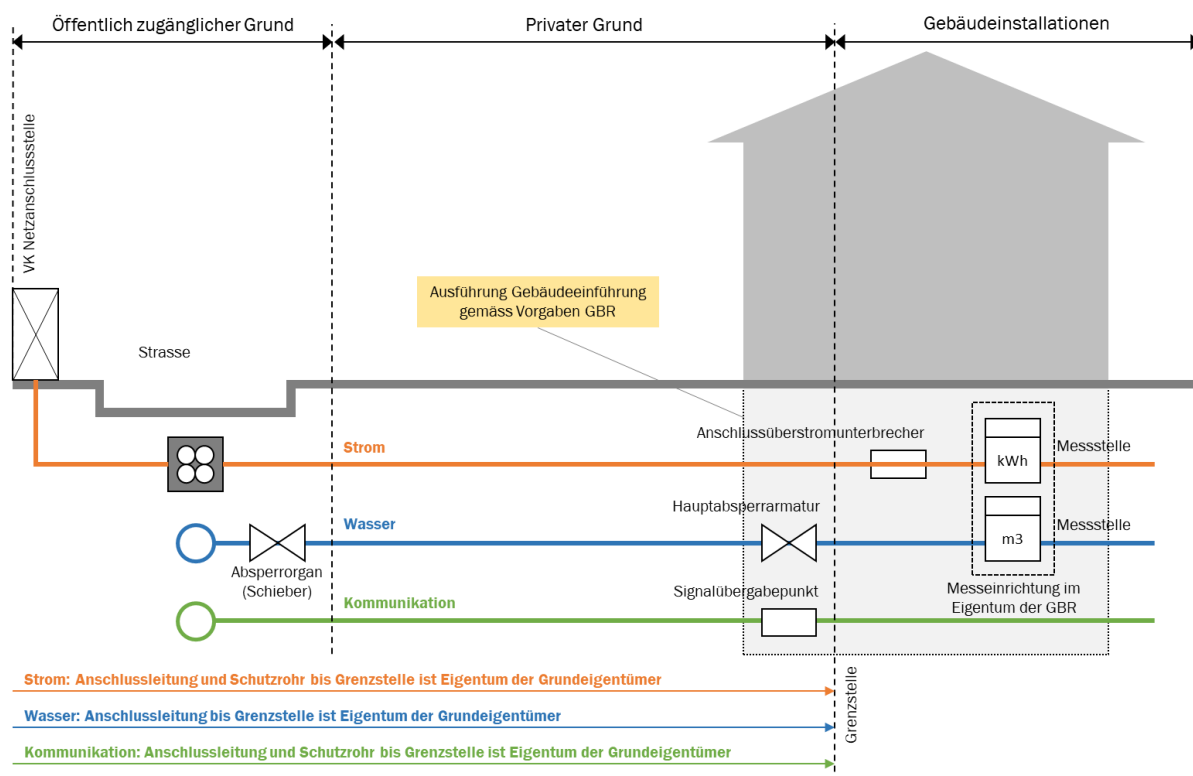 Öffentlich zugänglicher Grund
Privater Grund
Gebäudeinstallationen
VK Netzanschlussstelle
Ausführung Gebäudeeinführung
gemäss Vorgaben GBR
Strasse
Anschlussüberstromunterbrecher
Strom
kWh
Messstelle
Hauptabsperrarmatur
Wasser
m3
Messstelle
Absperrorgan
(Schieber)
Signalübergabepunkt
Messeinrichtung im
Eigentum der GBR
Kommunikation
Strom: Anschlussleitung und Schutzrohr bis Grenzstelle ist Eigentum der Grundeigentümer
Wasser: Anschlussleitung bis Grenzstelle ist Eigentum der Grundeigentümer
Kommunikation: Anschlussleitung und Schutzrohr bis Grenzstelle ist Eigentum der Grundeigentümer
Grenzstelle